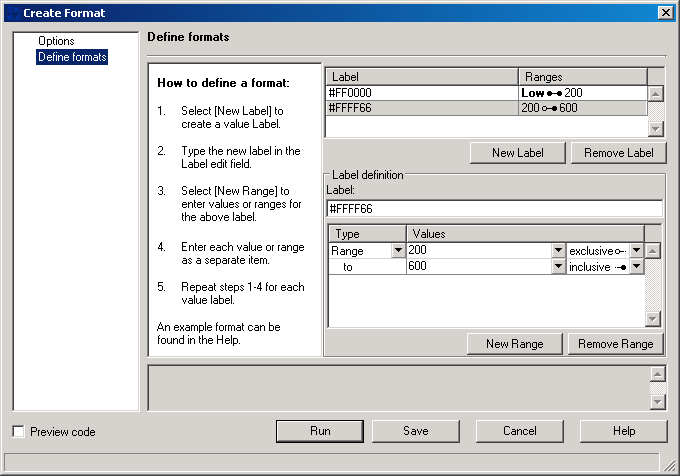 Create Format
Options
Define formats
Define formats
How to define a format:
1. Select [New Label] to
create a value Label.
2. Type the new label in the
Label edit field.
3. Select [New Range] to
enter values or ranges for
the above label.
4. Enter each value or range
as a separate item.
5. Repeat steps 1-4 for each
value label.
An example format can be
found in the Help.
Label Ranges
#FF0000 Low 200
#FFFF66 200 600
New Label Remove Label
Label definition
Label:
#FFFF66
Type Values
Range 200 exclusive
to 600 inclusive
New Range Remove Range
Preview code Run Save Cancel Help